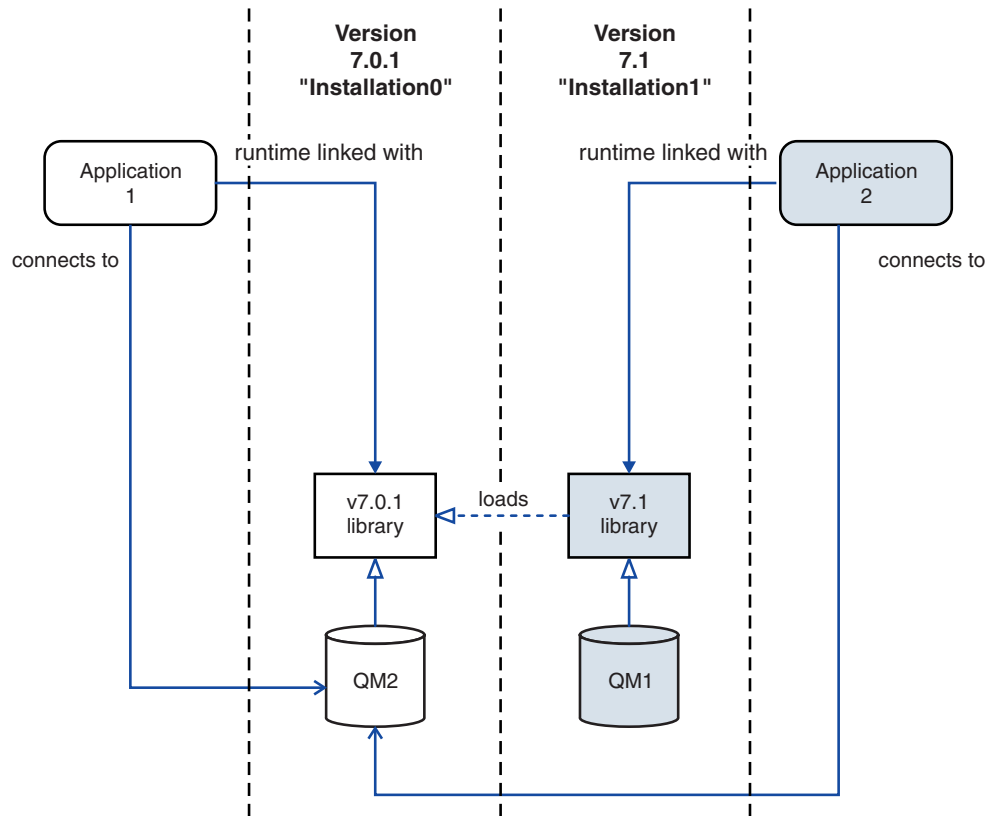 Version
7.0.1
"Installation0"
Version
7.1
"Installation1"
runtime linked with
runtime linked with
Application
1
Application
2
connects to
connects to
v7.0.1
library
loads
v7.1
library
QM2
QM1